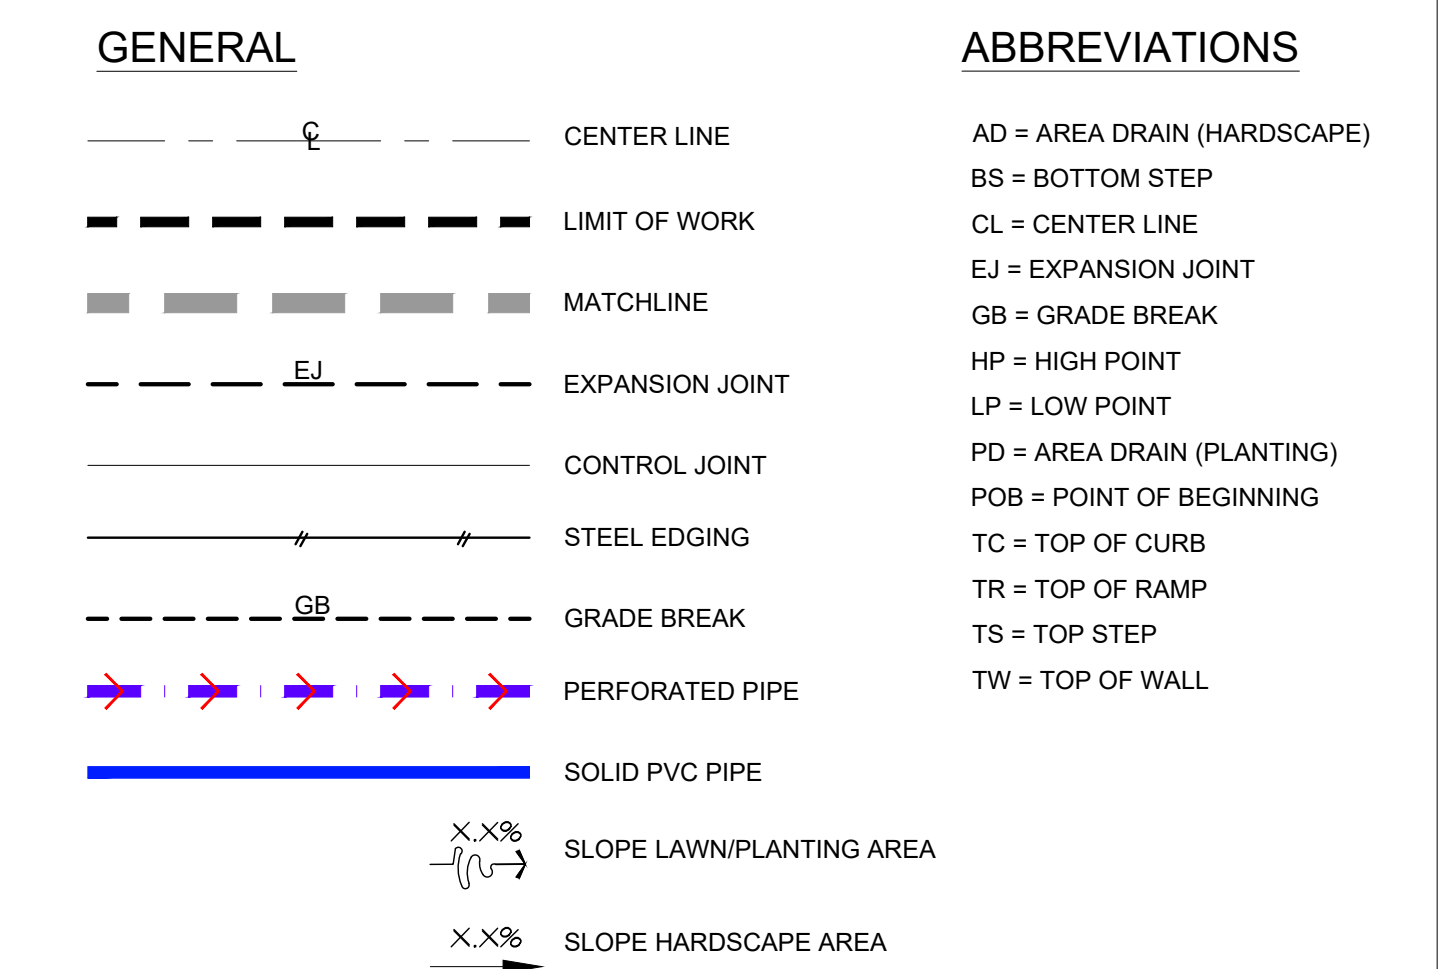 GENERAL
CL
CENTER LINE
LIMIT OF WORK
MATCHLINE
EJ
EXPANSION JOINT
CONTROL JOINT
STEEL EDGING
GB
GRADE BREAK
PERFORATED PIPE
SOLID PVC PIPE
X.X%
SLOPE LAWN/PLANTING AREA
X.X%
SLOPE HARDSCAPE AREA
ABBREVIATIONS
AD = AREA DRAIN (HARDSCAPE)
BS = BOTTOM STEP
CL = CENTER LINE
EJ = EXPANSION JOINT
GB = GRADE BREAK
HP = HIGH POINT
LP = LOW POINT
PD = AREA DRAIN (PLANTING)
POB = POINT OF BEGINNING
TC = TOP OF CURB
TR = TOP OF RAMP
TS = TOP STEP
TW = TOP OF WALL